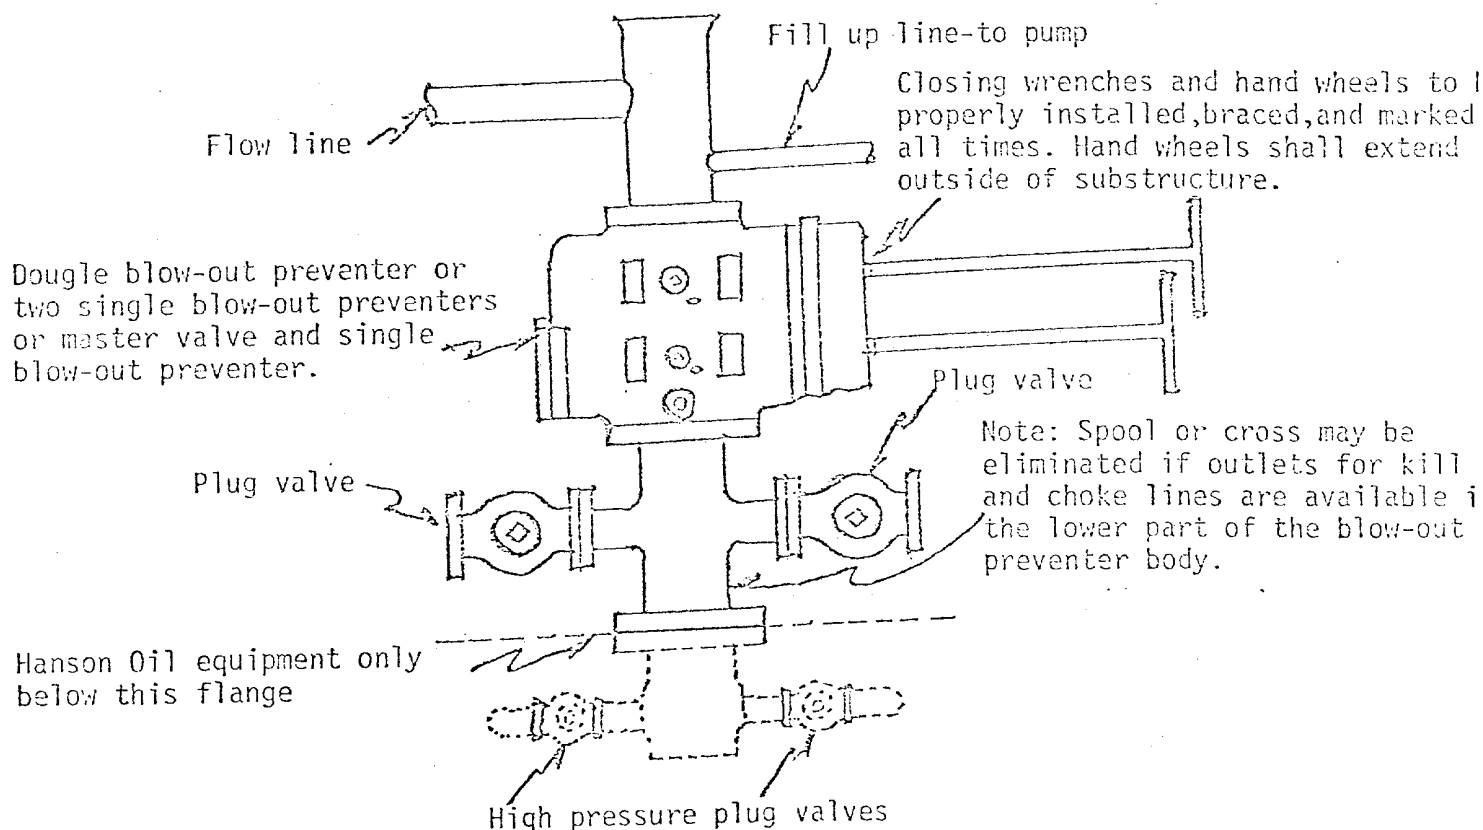 Fill up line-to pump
Closing wrenches and hand wheels to
properly installed,braced,and marked
all times. Hand wheels shall extend
outside of substructure.
Flow line
Dougle blow-out preventer or
two single blow-out preventers
or master valve and single
blow-out preventer.
Plug valve
Note: Spool or cross may be
eliminated if outlets for kill
and choke lines are available
the lower part of the blow-out
preventer body.
Plug valve
Hanson Oil equipment only
below this flange
High pressure plug valves